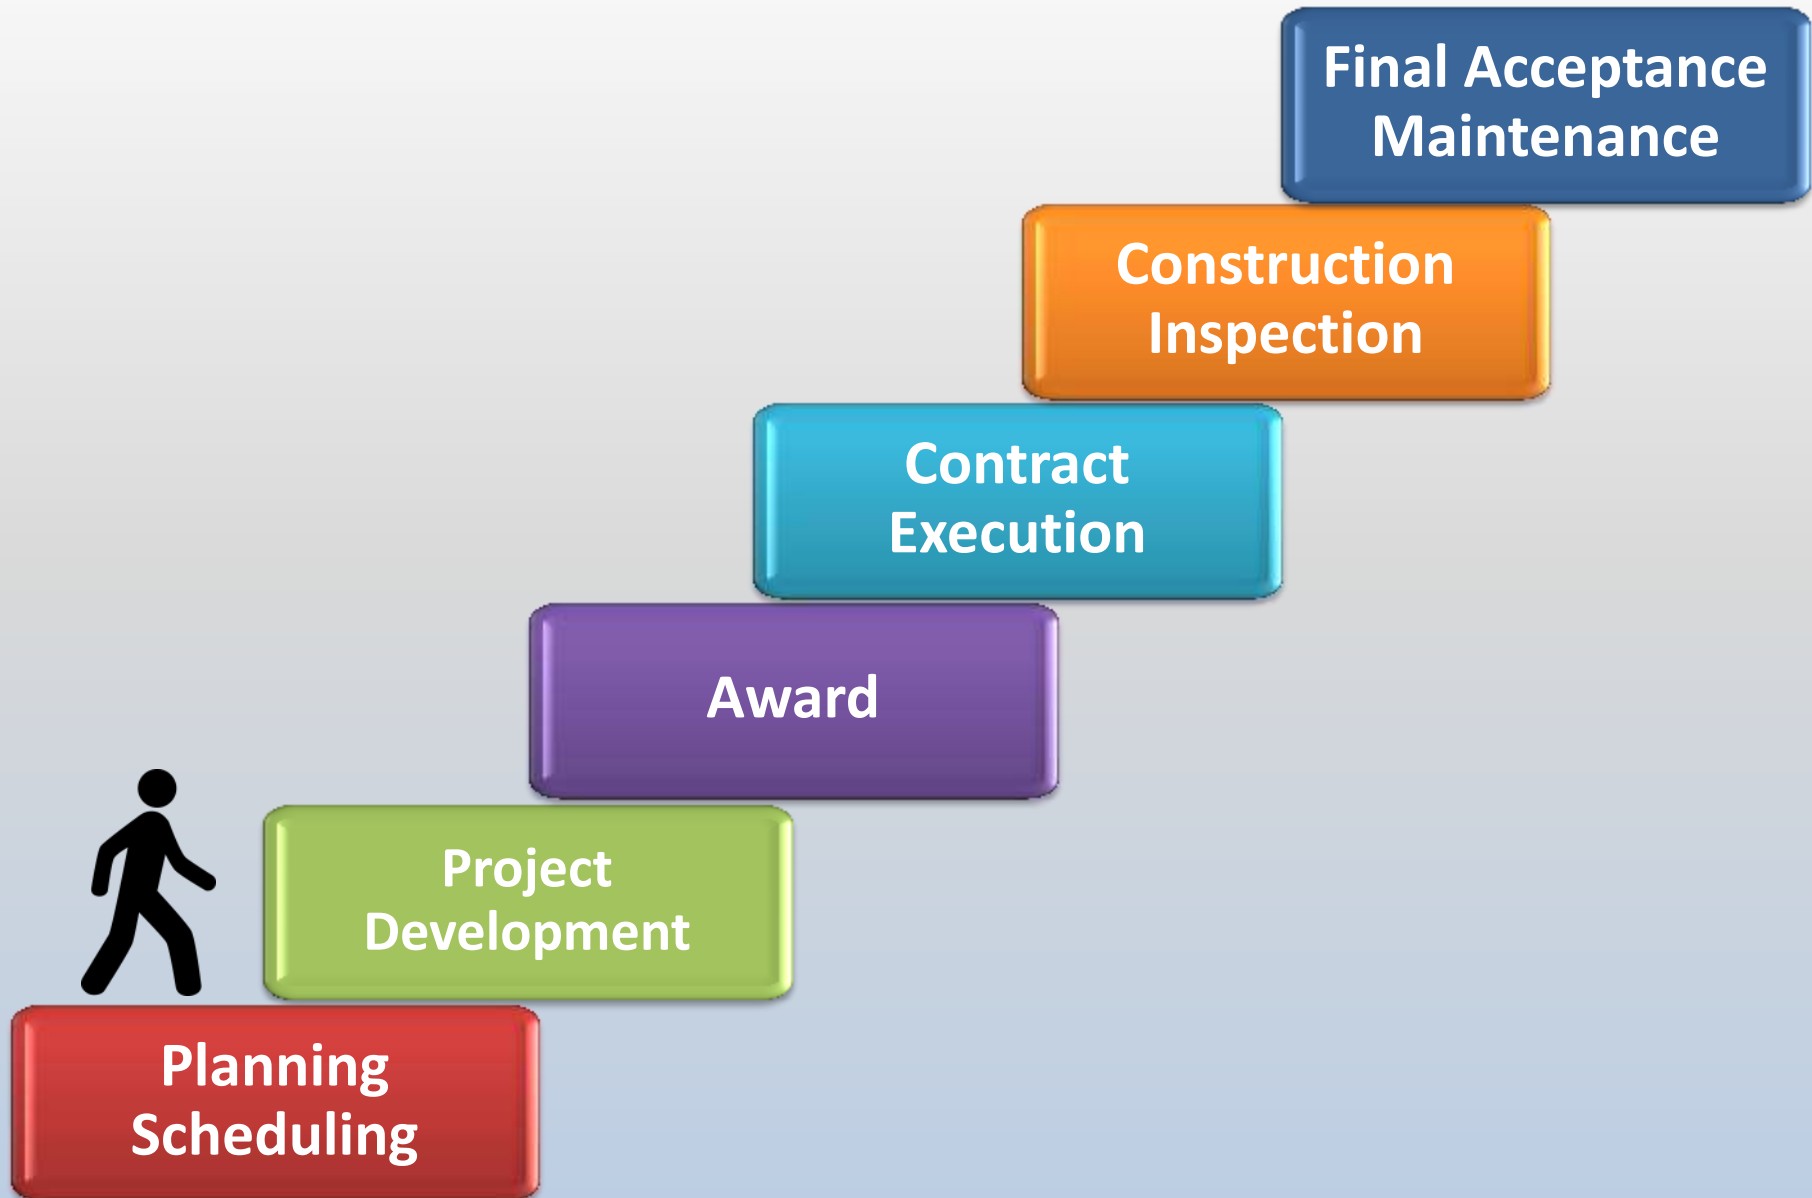 Final Acceptance
Maintenance
Construction
Inspection
Contract
Execution
Award
Project
Development
Planning
Scheduling